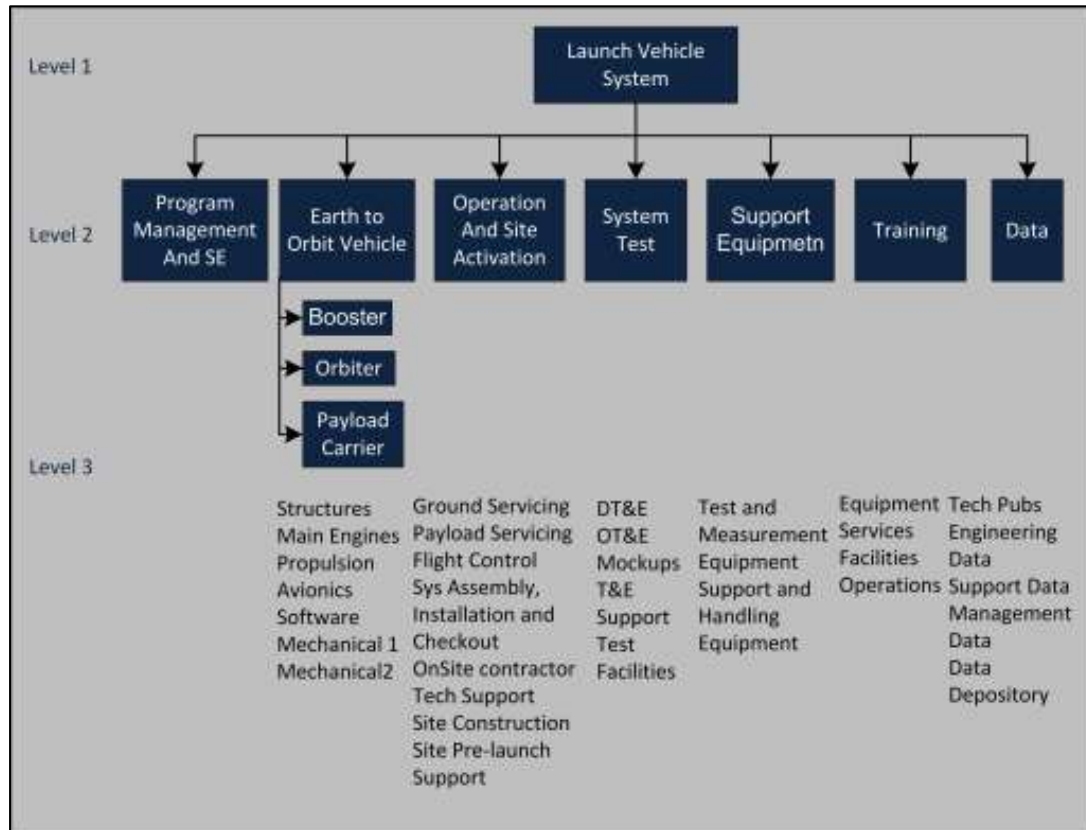 Level 1
Launch Vehicle
System
Level 2
Program
Management
And SE
Earth to
Orbit Vehicle
Operation
And Site
Activation
System
Test
Support
Equipmetn
Training
Data
Booster
Orbiter
Payload
Carrier
Level 3
Structures
Main Engines
Propulsion
Avionics
Software
Mechanical 1
Mechanical2
Ground Servicing
Payload Servicing
Flight Control
Sys Assembly,
Installation and
Checkout
OnSite contractor
Tech Support
Site Construction
Site Pre-launch
Support
DT&E
OT&E
Mockups
T&E
Support
Test
Facilities
Test and
Measurement
Equipment
Support and
Handling
Equipment
Equipment
Services
Facilities
Operations
Tech Pubs
Engineering
Data
Support Data
Management
Data
Data
Depository